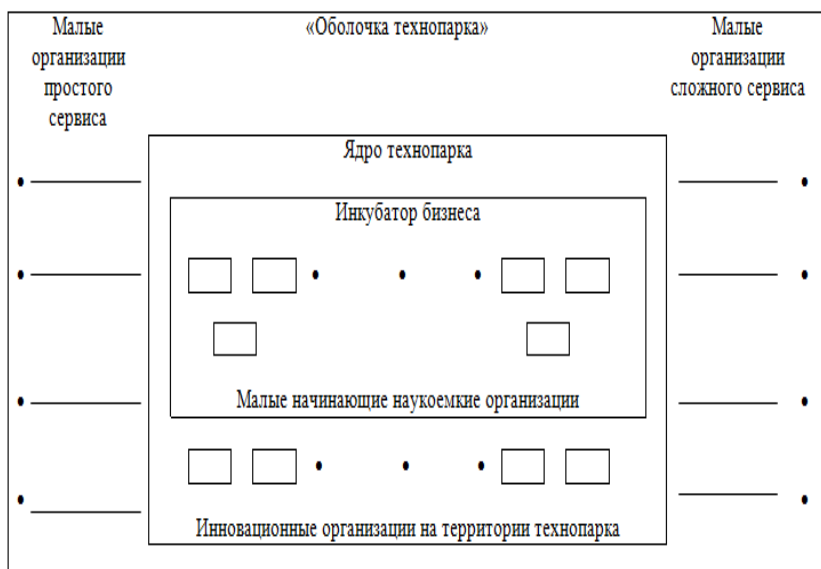 Малые
организации
простого
сервиса
«Оболочка технопарка»
Малые
организации
сложного сервиса
Ядро технопарка
Инкубатор бизнеса
Малые начинающие наукоемкие организации
Инновационные организации на территории технопарка